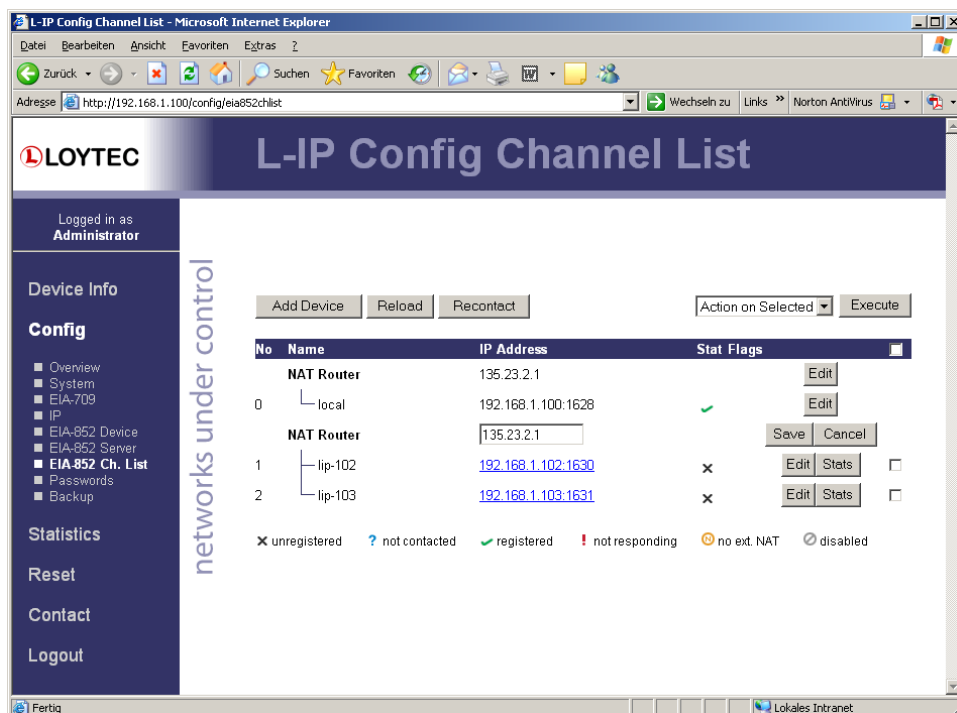 L-IP Config Channel List - Microsoft Internet Explorer
Datei Bearbeiten Ansicht Favoriten Extras ?
Zurück Suchen Favoriten
Adresse http://192.168.1.100/config/eia852chlist Wechseln zu Links » Norton AntiVirus
LOYTEC L-IP Config Channel List
Logged in as
Administrator
networks under control
Device Info
Config
Overview
System
EIA-709
IP
EIA-852 Device
EIA-852 Server
EIA-852 Ch. List
Passwords
Backup
Statistics
Reset
Contact
Logout
Add Device Reload Recontact Action on Selected Execute
No Name IP Address Stat Flags
NAT Router 135.23.2.1 Edit
0 local 192.168.1.100:1628 Edit
NAT Router 135.23.2.1 Save Cancel
1 lip-102 192.168.1.102:1630 Edit Stats
2 lip-103 192.168.1.103:1631 Edit Stats
unregistered ? not contacted registered ! not responding N no ext. NAT disabled
Fertig Lokales Intranet